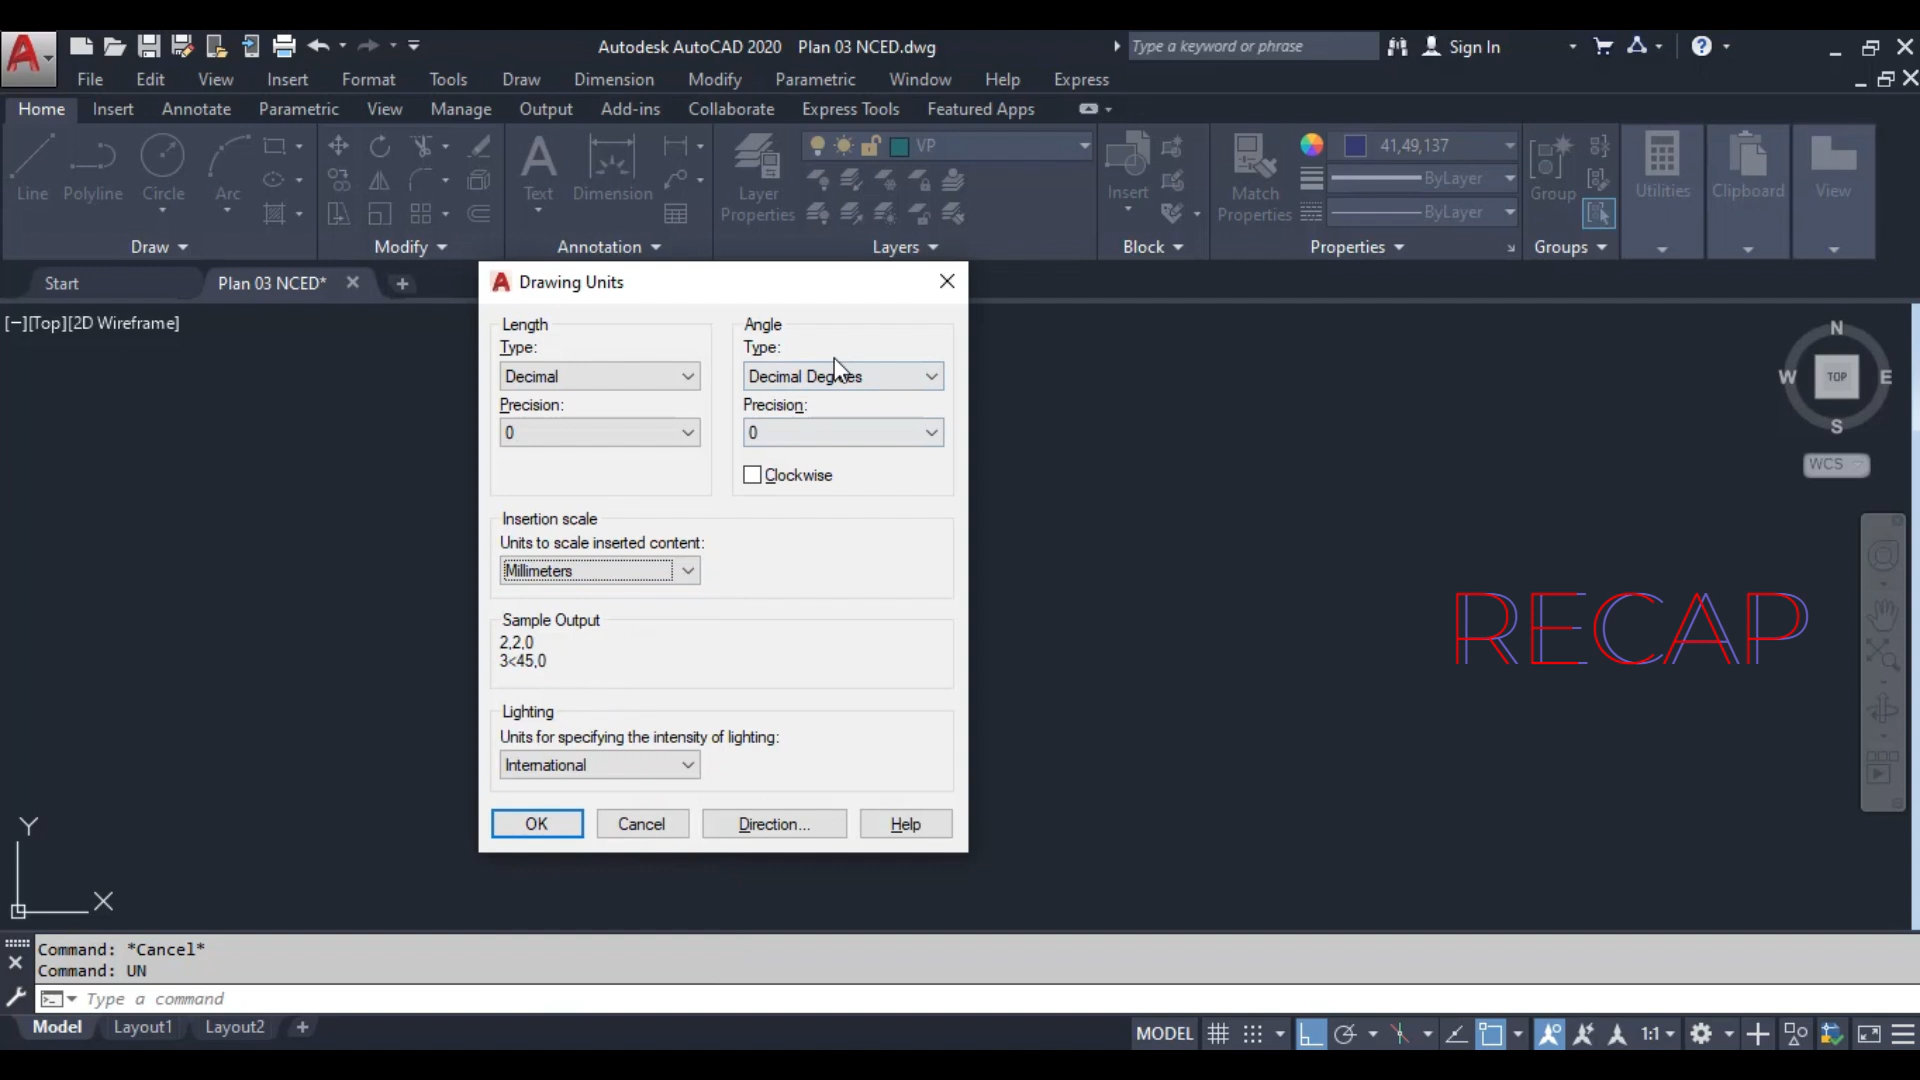 Autodesk AutoCAD 2020 Plan 03 NCED.dwg
Type a keyword or phrase
Sign In
File Edit View Insert Format Tools Draw Dimension Modify Parametric Window Help Express
Home Insert Annotate Parametric View Manage Output Add-ins Collaborate Express Tools Featured Apps
VP
41,49,137
Line Polyline Circle Arc
Text Dimension
Layer Properties
Insert
Match Properties
ByLayer
ByLayer
Group
Utilities Clipboard View
Draw Modify Annotation Layers Block Properties Groups
Start Plan 03 NCED*
[−][Top][2D Wireframe]
Drawing Units
Length
Type:
Decimal
Precision:
0
Angle
Type:
Decimal Degrees
Precision:
0
Clockwise
Insertion scale
Units to scale inserted content:
Millimeters
Sample Output
2,2,0
3<45,0
Lighting
Units for specifying the intensity of lighting:
International
OK Cancel Direction... Help
N
W TOP E
S
WCS
RECAP
Y
X
Command: *Cancel*
Command: UN
Type a command
Model Layout1 Layout2
MODEL 1:1